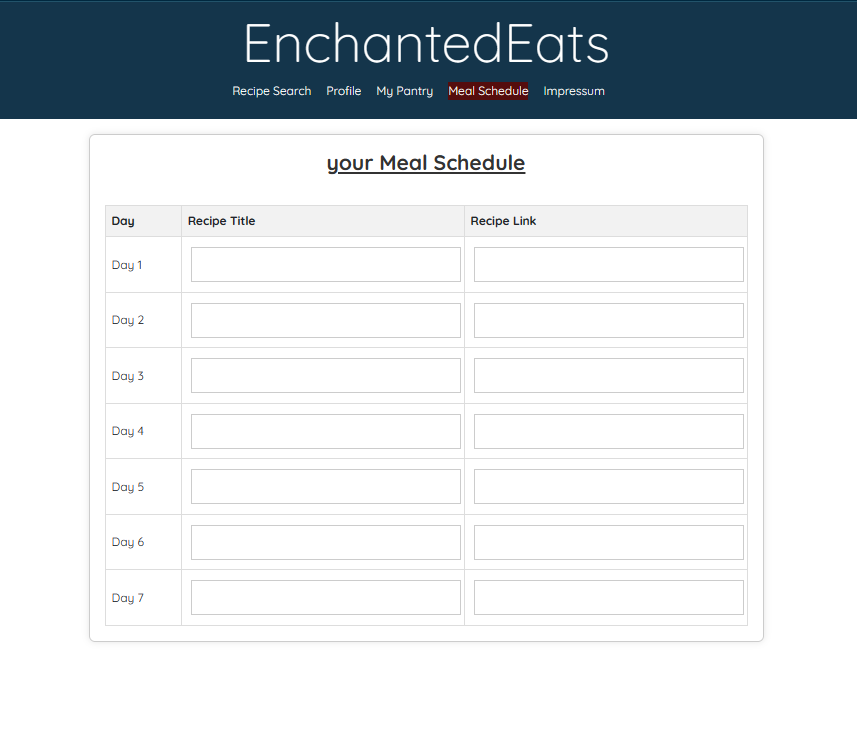 EnchantedEats
Recipe Search Profile My Pantry Meal Schedule Impressum
your Meal Schedule
Day Recipe Title Recipe Link
Day 1
Day 2
Day 3
Day 4
Day 5
Day 6
Day 7